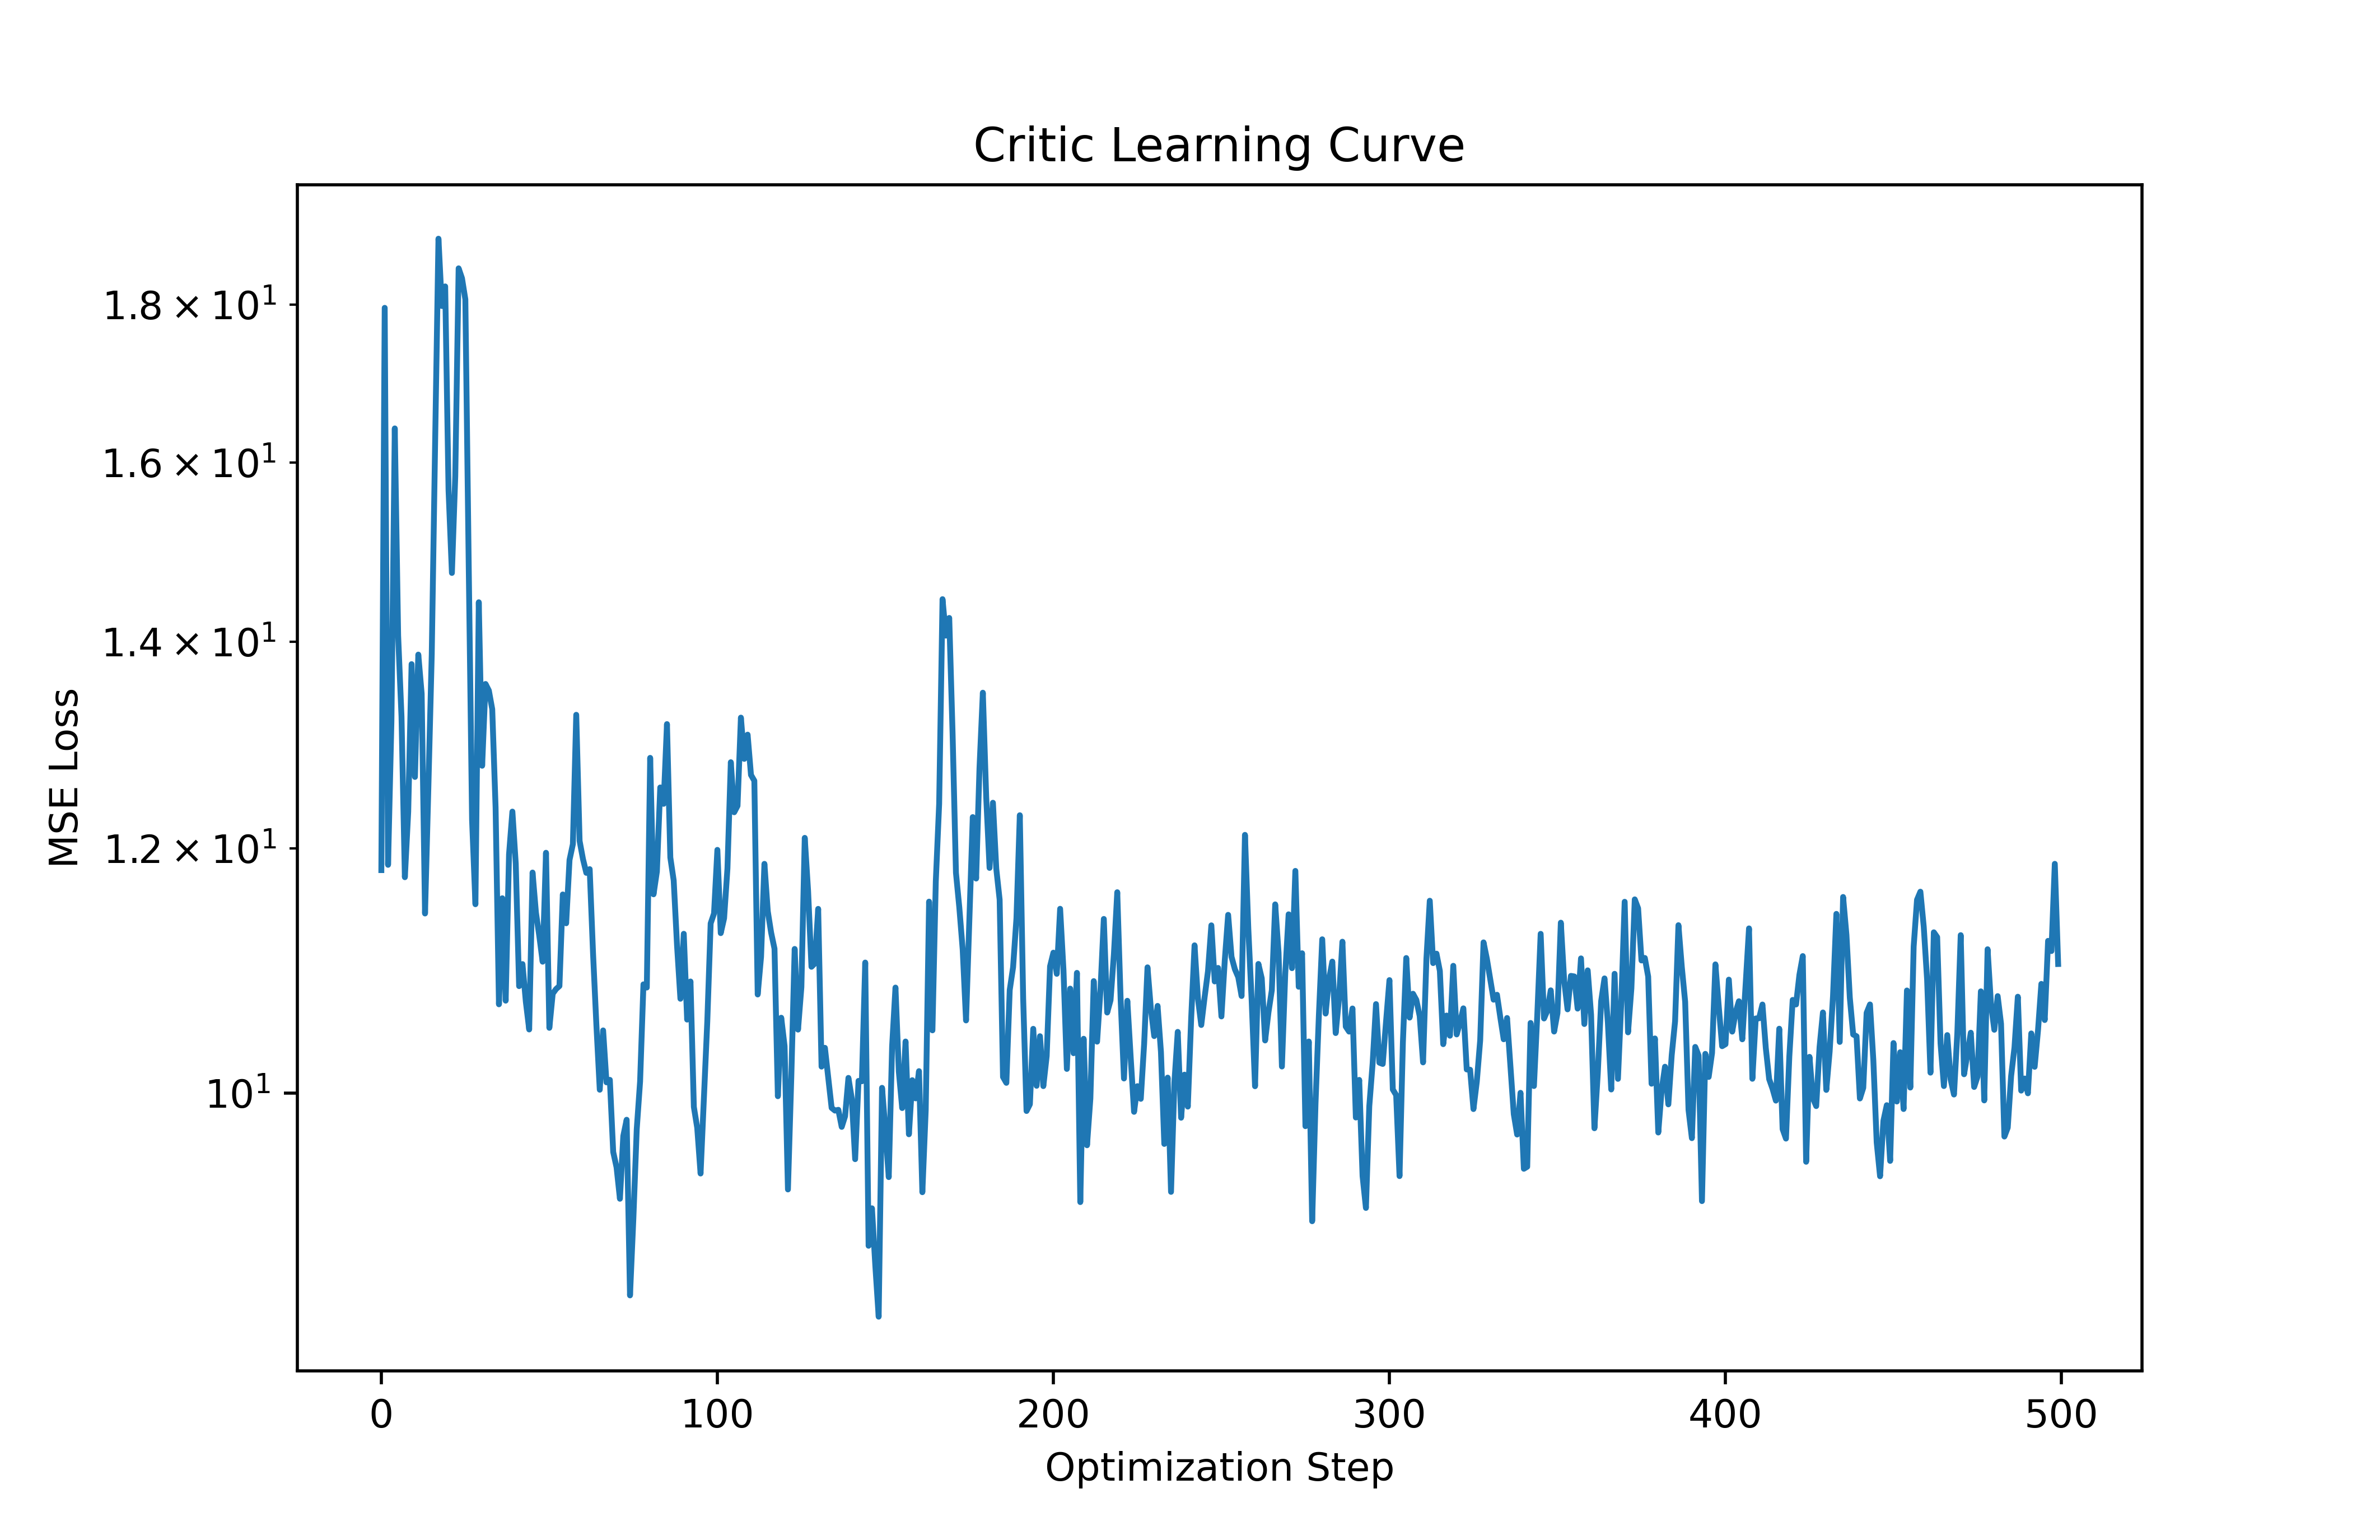 Critic Learning Curve
MSE Loss
1.8 × 10¹
1.6 × 10¹
1.4 × 10¹
1.2 × 10¹
10¹
0 100 200 300 400 500
Optimization Step